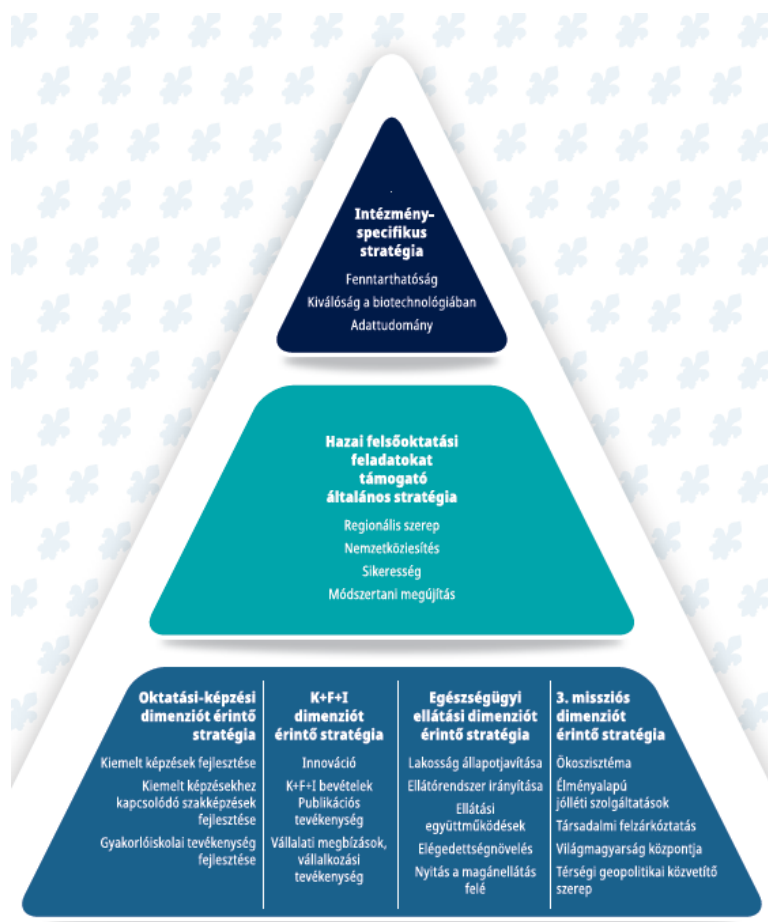 Intézmény-
specifikus
stratégia
Fenntarthatóság
Kiválóság a biotechnológiában
Adattudomány
Hazai felsőoktatási
feladatokat
támogató
általános stratégia
Regionális szerep
Nemzetköziesítés
Sikeresség
Módszertani megújítás
Oktatási-képzési
dimenziót érintő
stratégia
Kiemelt képzések fejlesztése
Kiemelt képzésekhez
kapcsolódó szakképzések
fejlesztése
Gyakorlóiskolai tevékenység
fejlesztése
K+F+I
dimenziót
érintő stratégia
Innováció
K+F+I bevételek
Publikációs
tevékenység
Vállalati megbízások,
vállalkozási
tevékenység
Egészségügyi
ellátási dimenziót
érintő stratégia
Lakosság állapotjavítása
Ellátórendszer irányítása
Ellátási
együttműködések
Elégedettségnövelés
Nyitás a magánellátás
felé
3. missziós
dimenziót
érintő stratégia
Ökoszisztéma
Élményalapú
jólléti szolgáltatások
Társadalmi felzárkóztatás
Világmagyarság központja
Térségi geopolitikai közvetítő
szerep